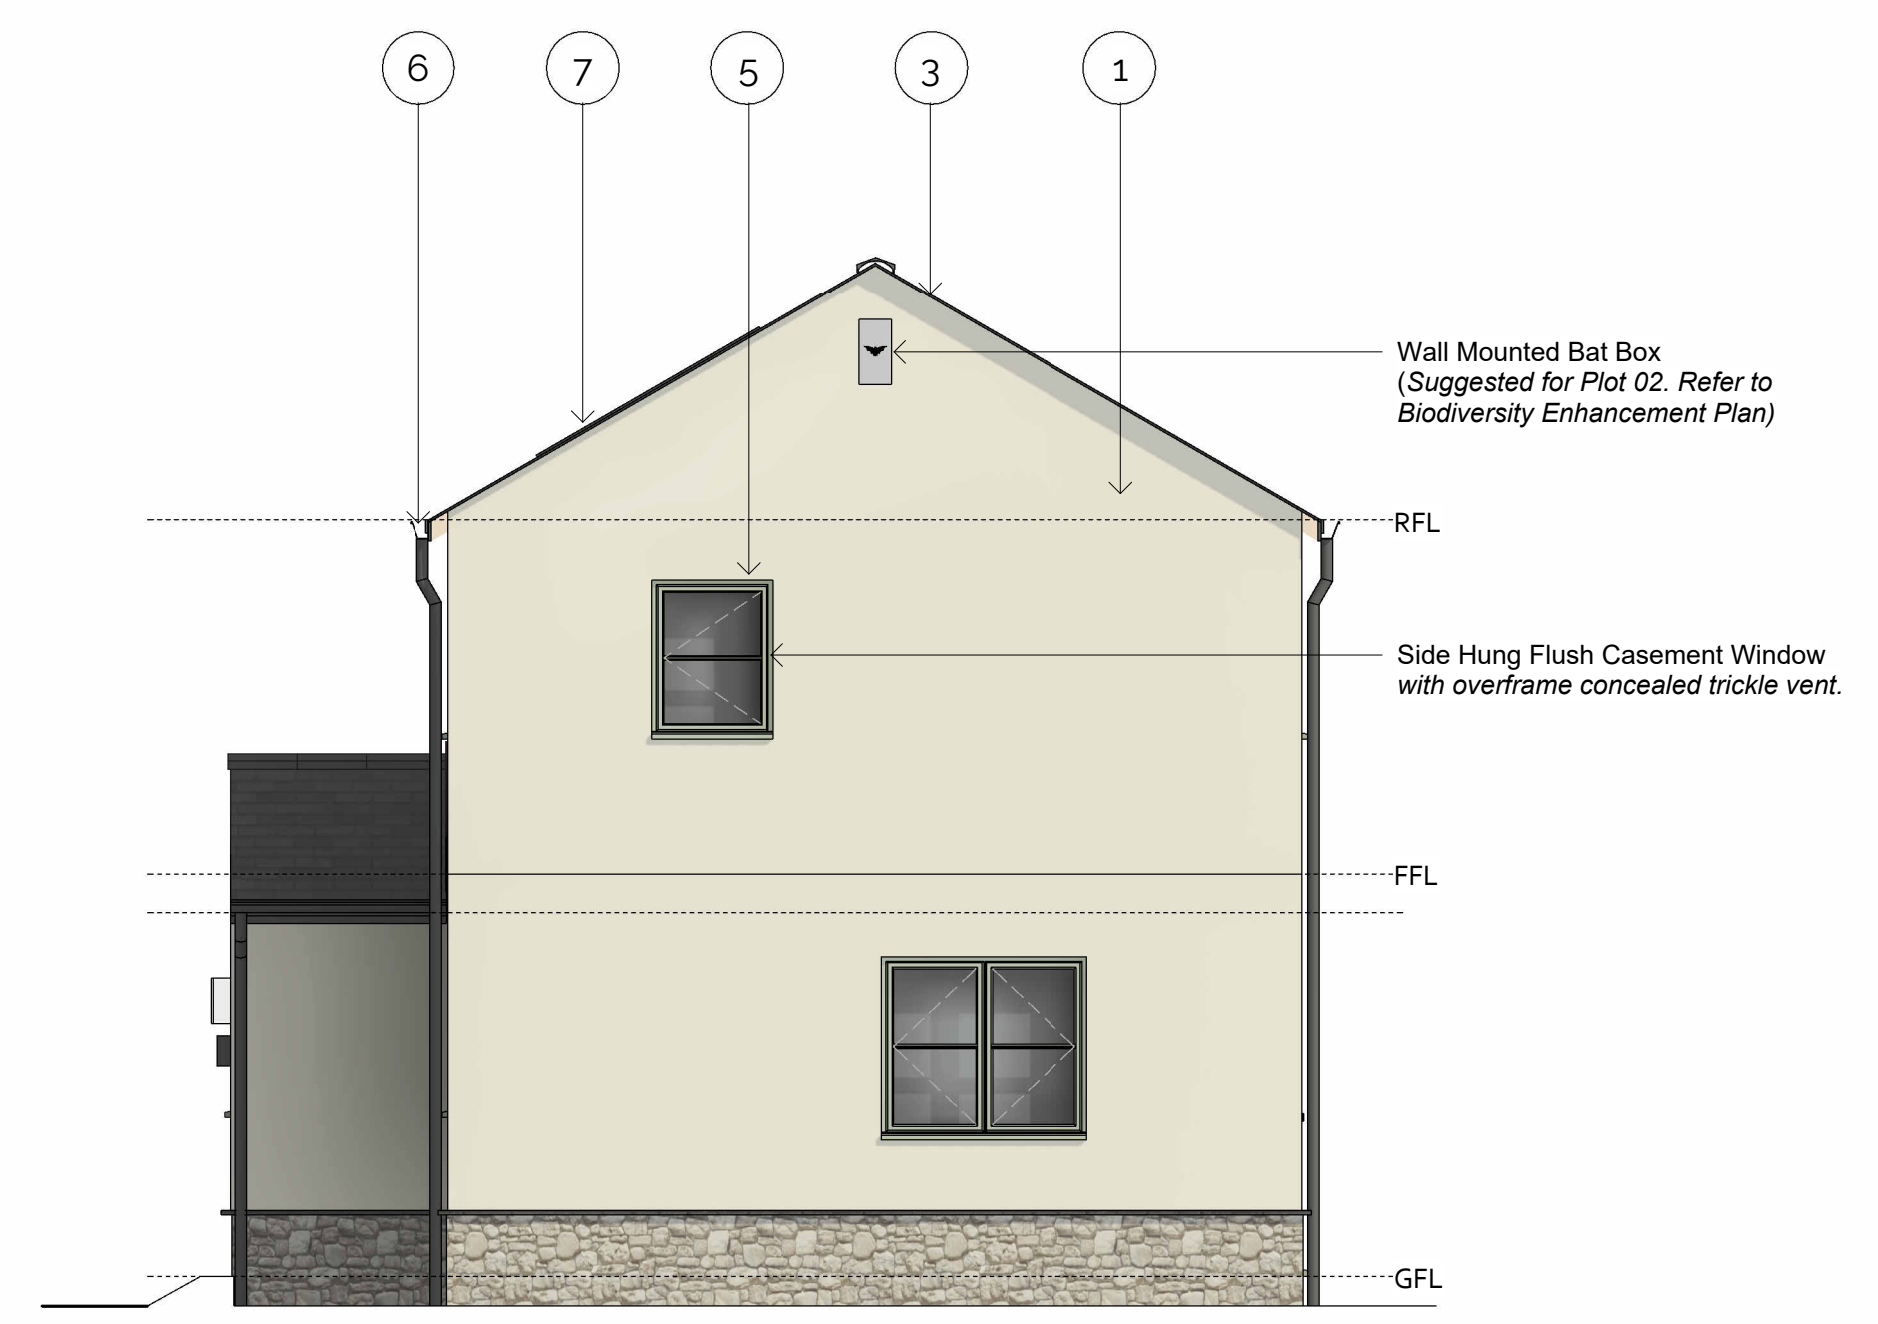 6 7 5 3 1
Wall Mounted Bat Box
(Suggested for Plot 02. Refer to
Biodiversity Enhancement Plan)
RFL
Side Hung Flush Casement Window
with overframe concealed trickle vent.
FFL
GFL